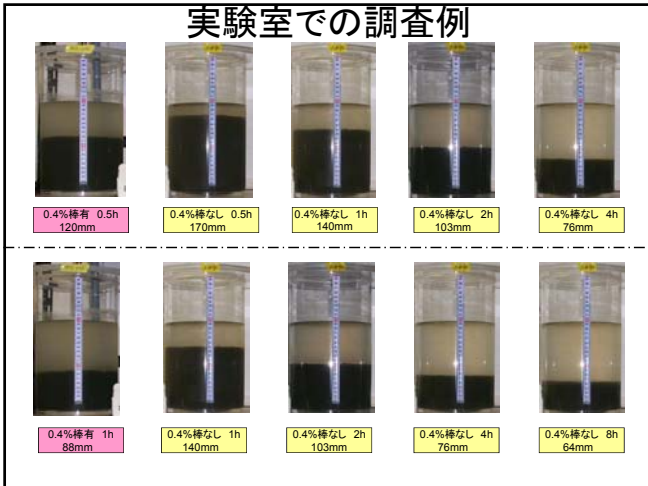 実験室での調査例
0.4%棒有 0.5h
120mm
0.4%棒なし 0.5h
170mm
0.4%棒なし 1h
140mm
0.4%棒なし 2h
103mm
0.4%棒なし 4h
76mm
0.4%棒有 1h
88mm
0.4%棒なし 1h
140mm
0.4%棒なし 2h
103mm
0.4%棒なし 4h
76mm
0.4%棒なし 8h
64mm